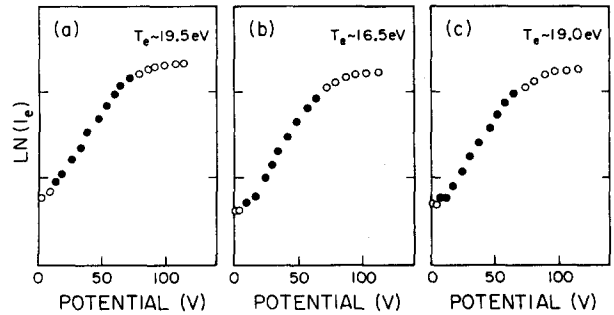 (a) Tₑ~19.5eV
(b) Tₑ~16.5eV
(c) Tₑ~19.0eV
LN(Iₑ)
0 50 100
0 50 100
0 50 100
POTENTIAL (V)
POTENTIAL (V)
POTENTIAL (V)